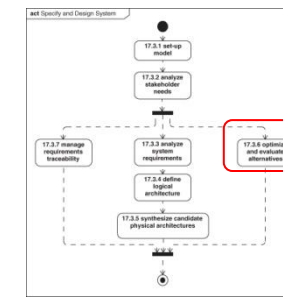 act Specify and Design System
17.3.1 set-up
model
17.3.2 analyze
stakeholder
needs
17.3.7 manage
requirements
traceability
17.3.3 analyze
system
requirements
17.3.6 optimiz
and evaluate
alternatives
17.3.4 define
logical
architecture
17.3.5 synthesize candidate
physical architectures